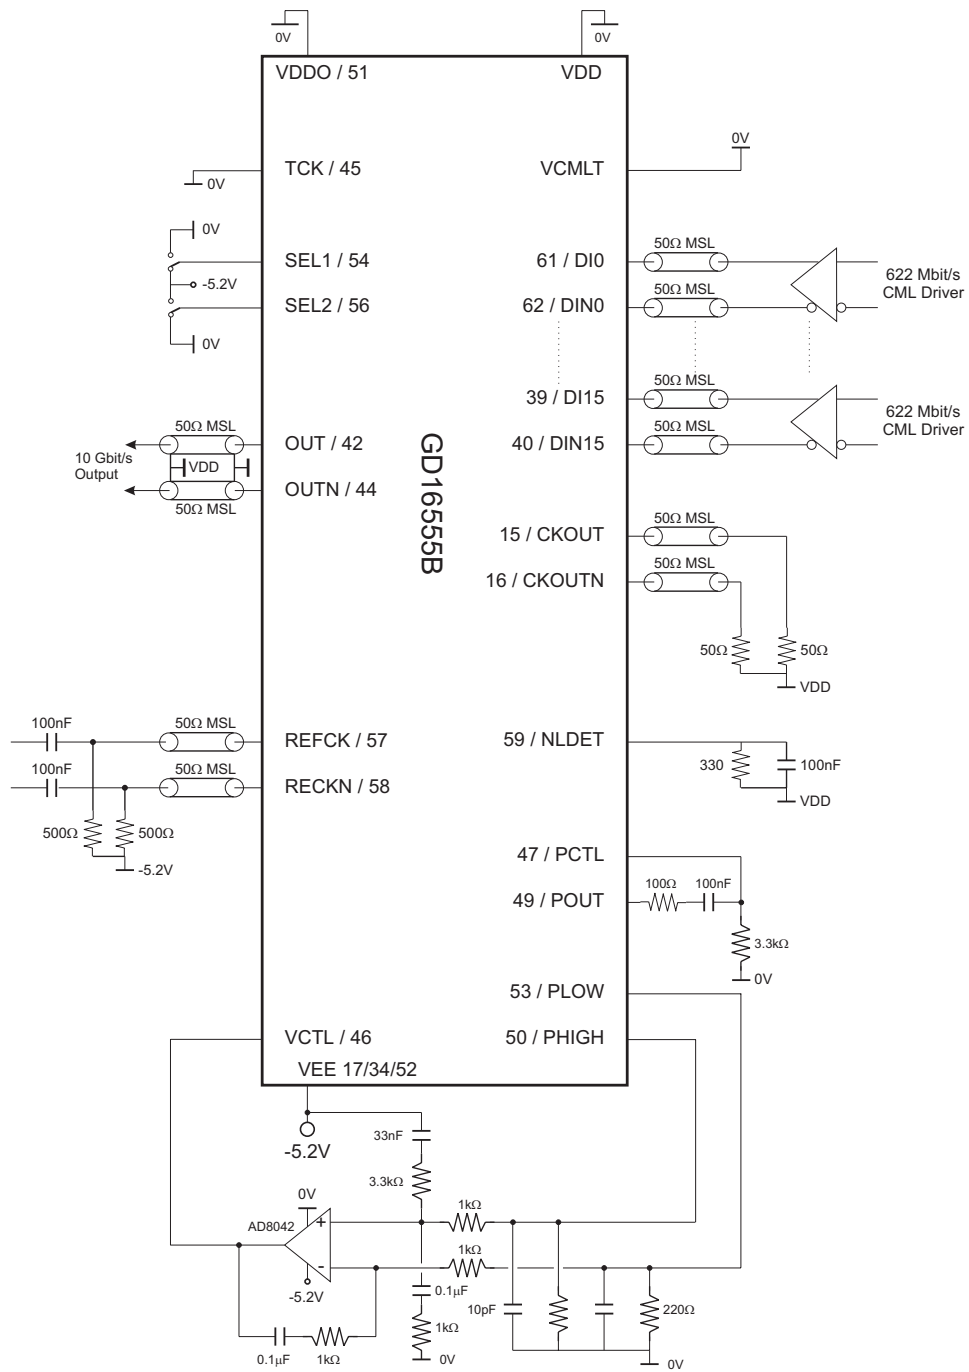 0V
0V
VDDO / 51
VDD
TCK / 45
VCMLT
0V
0V
0V
SEL1 / 54
-5.2V
SEL2 / 56
0V
61 / DI0
50Ω MSL
62 / DIN0
50Ω MSL
622 Mbit/s
CML Driver
39 / DI15
50Ω MSL
40 / DIN15
50Ω MSL
622 Mbit/s
CML Driver
50Ω MSL
OUT / 42
10 Gbit/s
Output
VDD
OUTN / 44
50Ω MSL
GD16555B
15 / CKOUT
50Ω MSL
16 / CKOUTN
50Ω MSL
50Ω
50Ω
VDD
100nF
50Ω MSL
REFCK / 57
100nF
50Ω MSL
RECKN / 58
500Ω
500Ω
-5.2V
59 / NLDET
330
100nF
VDD
47 / PCTL
49 / POUT
100Ω
100nF
3.3kΩ
0V
53 / PLOW
50 / PHIGH
VCTL / 46
VEE 17/34/52
-5.2V
33nF
3.3kΩ
0V
AD8042
+
-
-5.2V
1kΩ
1kΩ
0.1µF
1kΩ
0V
0.1µF
1kΩ
10pF
220Ω
0V